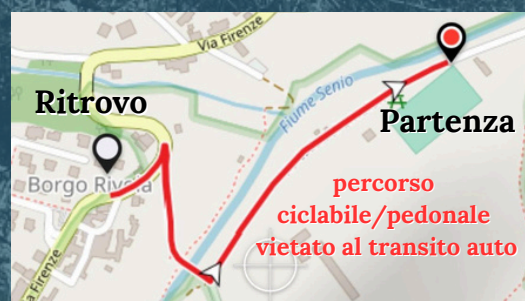 Via Firenze
Ritrovo
Fiume Senio
Partenza
Borgo Rivola
percorso
ciclabile/pedonale
vietato al transito auto
Via Firenze